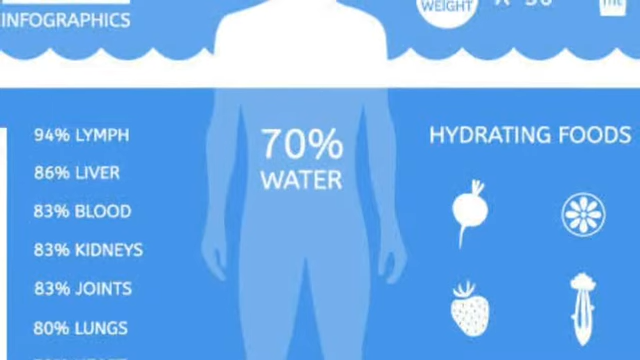 INFOGRAPHICS
WEIGHT
94% LYMPH
86% LIVER
83% BLOOD
83% KIDNEYS
83% JOINTS
80% LUNGS
70%
WATER
HYDRATING FOODS